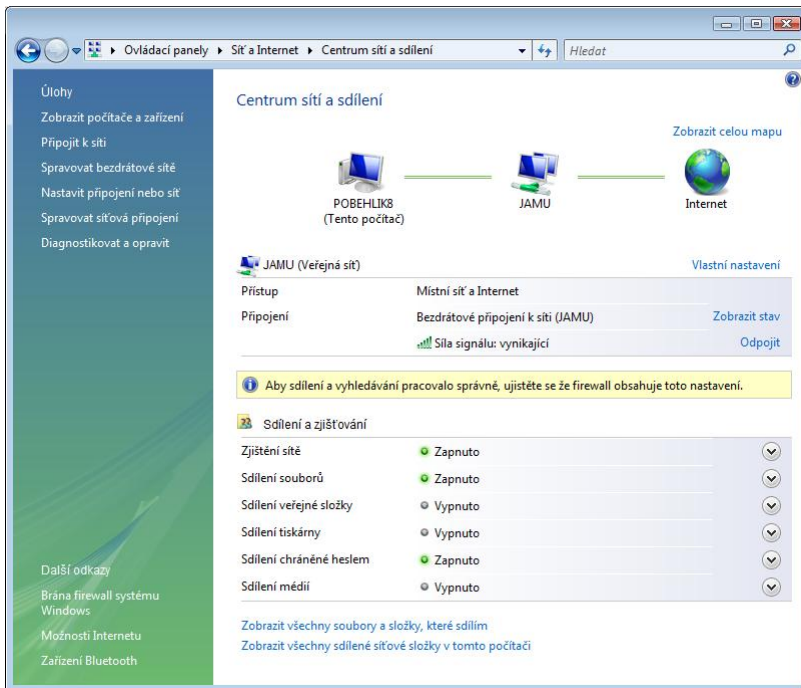 Ovládací panely Síť a Internet Centrum sítí a sdílení Hledat
Úlohy
Zobrazit počítače a zařízení
Připojit k síti
Spravovat bezdrátové sítě
Nastavit připojení nebo síť
Spravovat síťová připojení
Diagnostikovat a opravit
Další odkazy
Brána firewall systému
Windows
Možnosti Internetu
Zařízení Bluetooth
Centrum sítí a sdílení
Zobrazit celou mapu
POBEHLIK8
(Tento počítač)
JAMU
Internet
JAMU (Veřejná síť) Vlastní nastavení
Přístup Místní síť a Internet
Připojení Bezdrátové připojení k síti (JAMU) Zobrazit stav
Síla signálu: vynikající Odpojit
Aby sdílení a vyhledávání pracovalo správně, ujistěte se že firewall obsahuje toto nastavení.
Sdílení a zjišťování
Zjištění sítě Zapnuto
Sdílení souborů Zapnuto
Sdílení veřejné složky Vypnuto
Sdílení tiskárny Vypnuto
Sdílení chráněné heslem Zapnuto
Sdílení médií Vypnuto
Zobrazit všechny soubory a složky, které sdílím
Zobrazit všechny sdílené síťové složky v tomto počítači